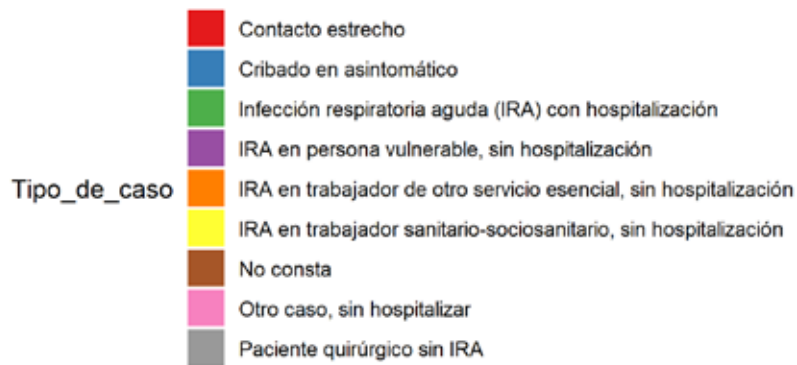 Contacto estrecho
Cribado en asintomático
Infección respiratoria aguda (IRA) con hospitalización
IRA en persona vulnerable, sin hospitalización
Tipo_de_caso
IRA en trabajador de otro servicio esencial, sin hospitalización
IRA en trabajador sanitario-sociosanitario, sin hospitalización
No consta
Otro caso, sin hospitalizar
Paciente quirúrgico sin IRA